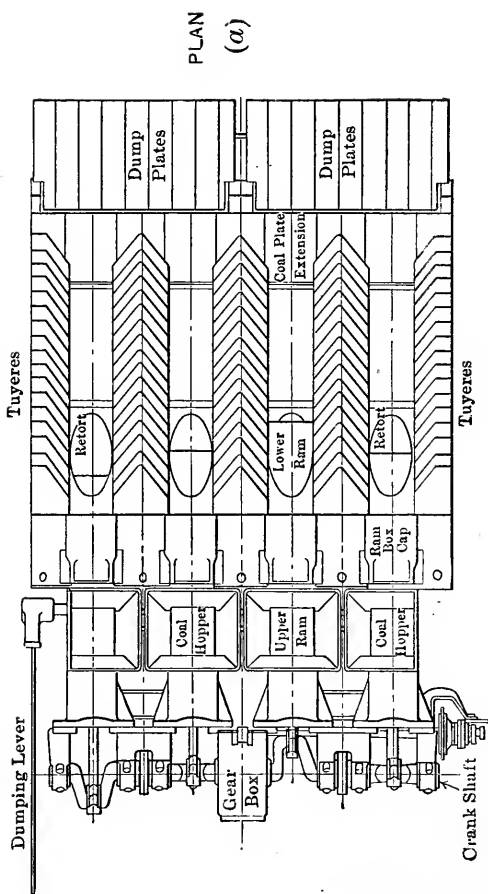 PLAN
(a)
Dumping Lever
Tuyeres
Retort
Dump
Plates
Coal
Hopper
Gear
Box
Upper
Ram
Lower
Ram
Coal Plate
Extension
Dump
Plates
Coal
Hopper
Ram
Box
Cap
Retort
Crank Shaft
Tuyeres